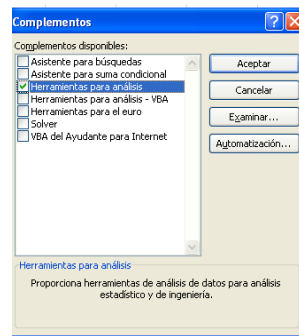 Complementos
Complementos disponibles:
Asistente para búsquedas
Asistente para suma condicional
Herramientas para análisis
Herramientas para análisis - VBA
Herramientas para el euro
Solver
VBA del Ayudante para Internet
Aceptar
Cancelar
Examinar...
Automatización...
Herramientas para análisis
Proporciona herramientas de análisis de datos para análisis
estadístico y de ingeniería.